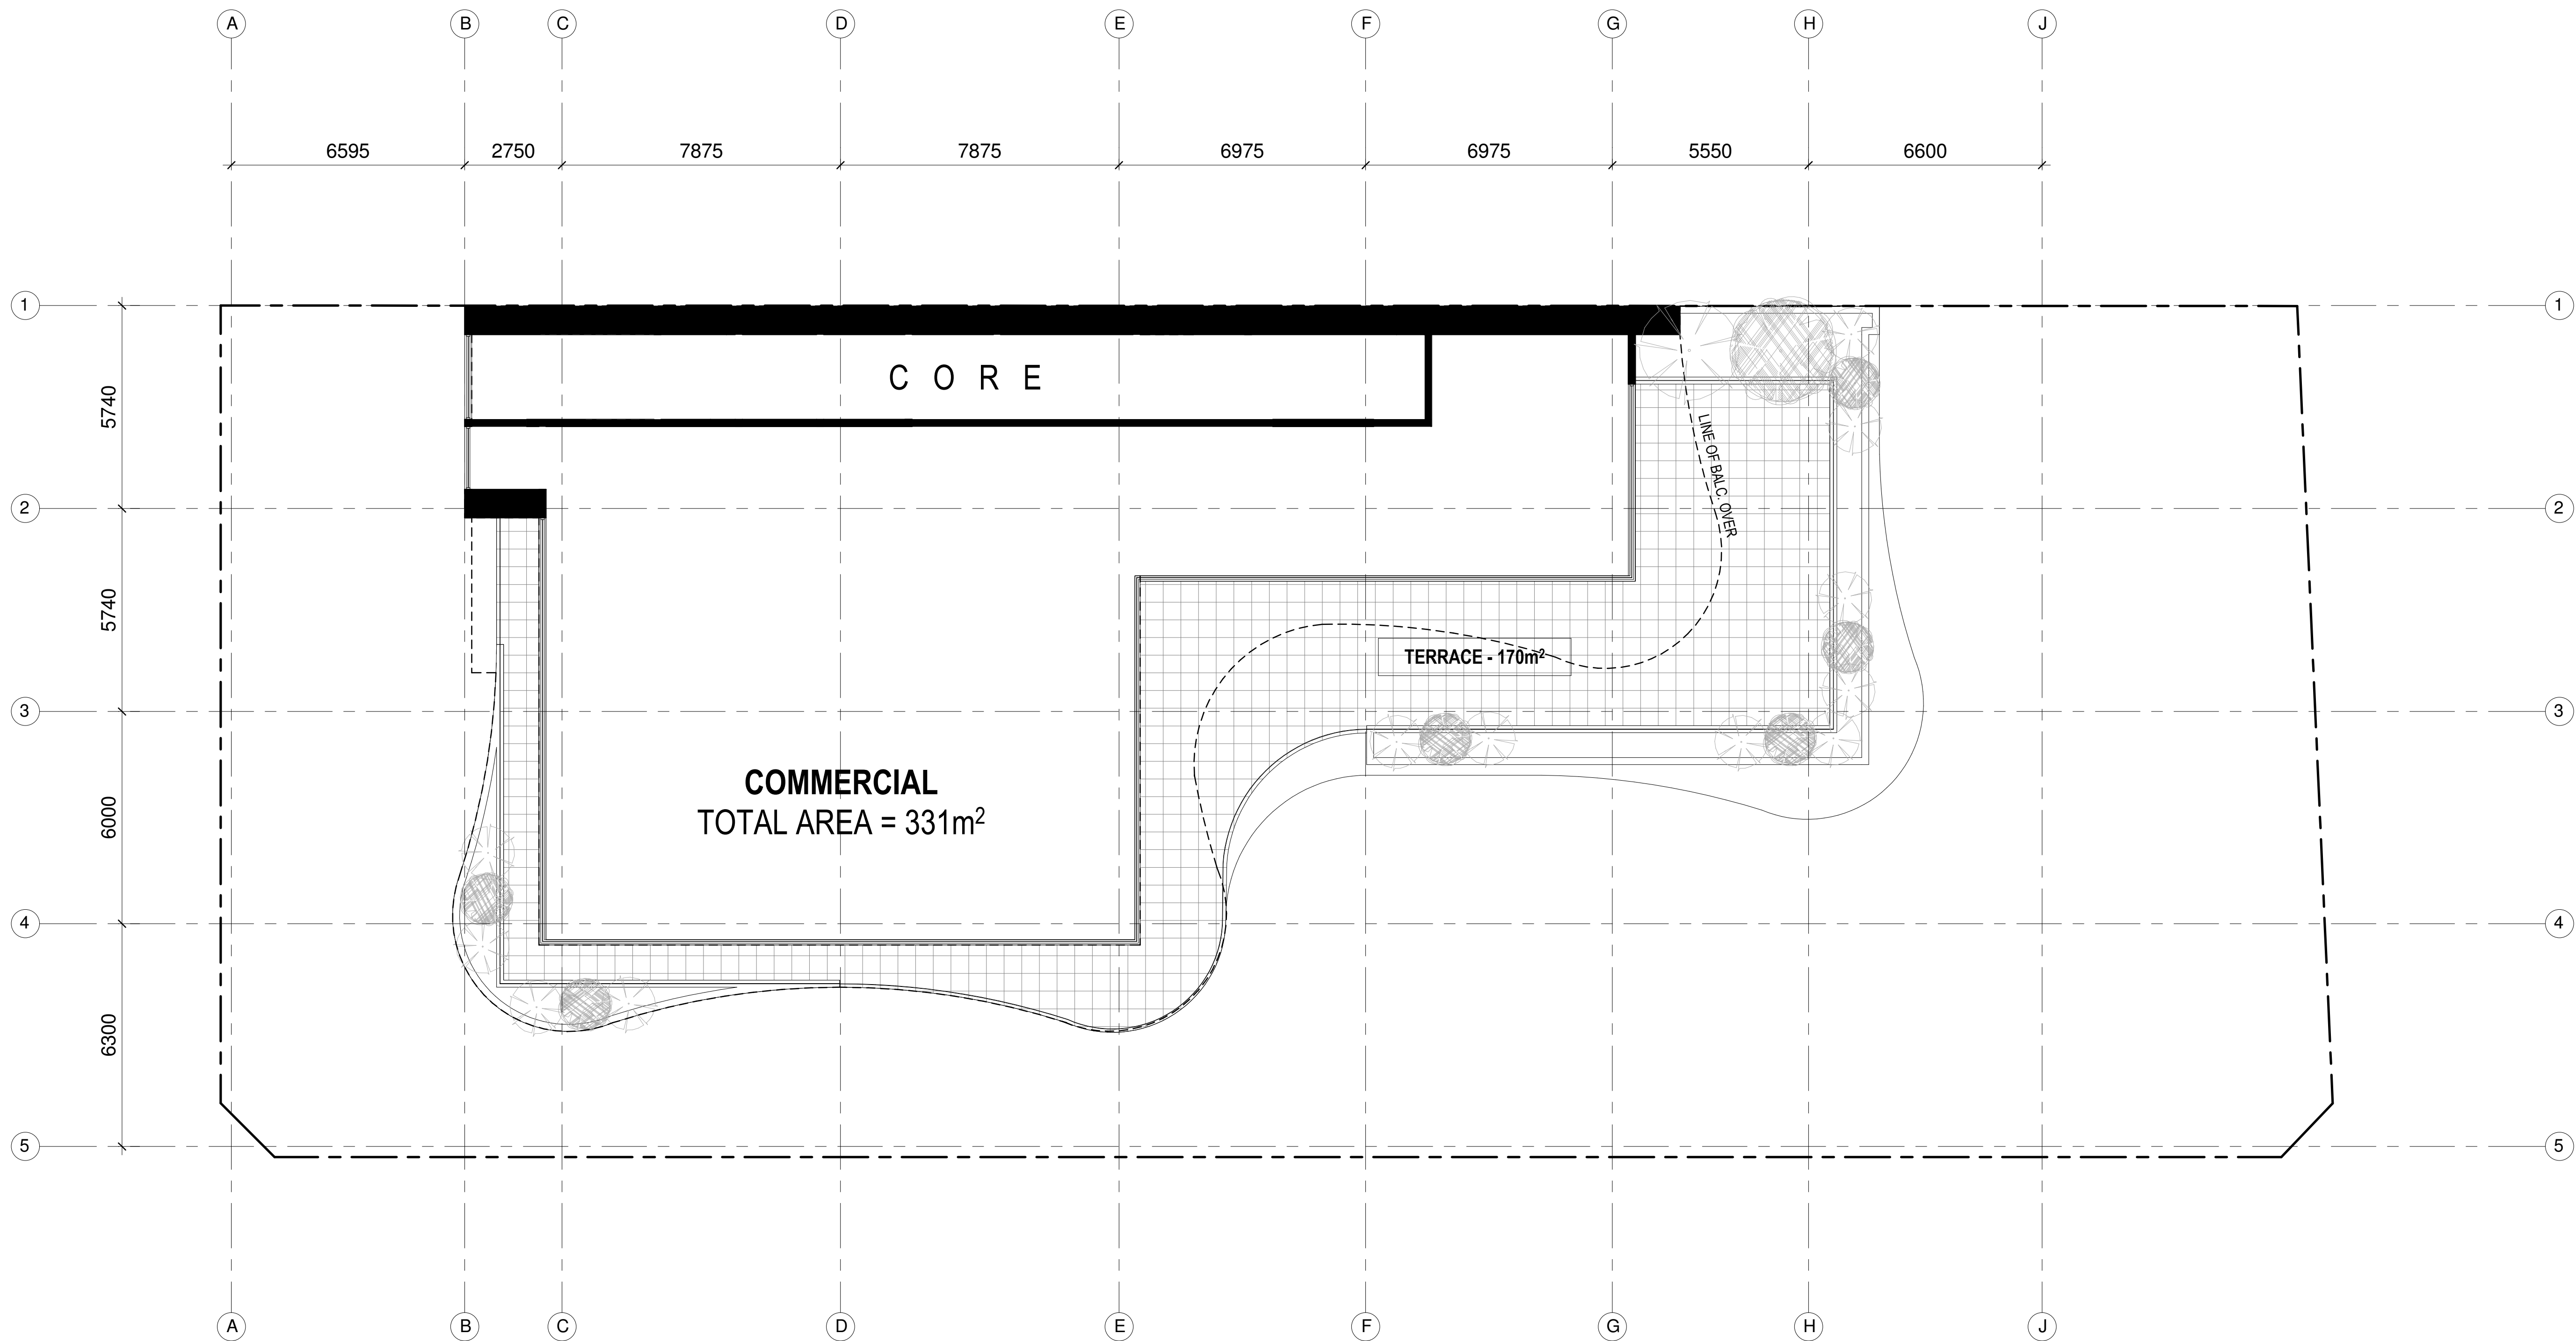 A B C D E F G H J
6595 2750 7875 7875 6975 6975 5550 6600
1 1
5740
C O R E
LINE OF BALC. OVER
2 2
5740
TERRACE - 170m²
3 3
COMMERCIAL
6000
TOTAL AREA = 331m²
4 4
6300
5 5
A B C D E F G H J